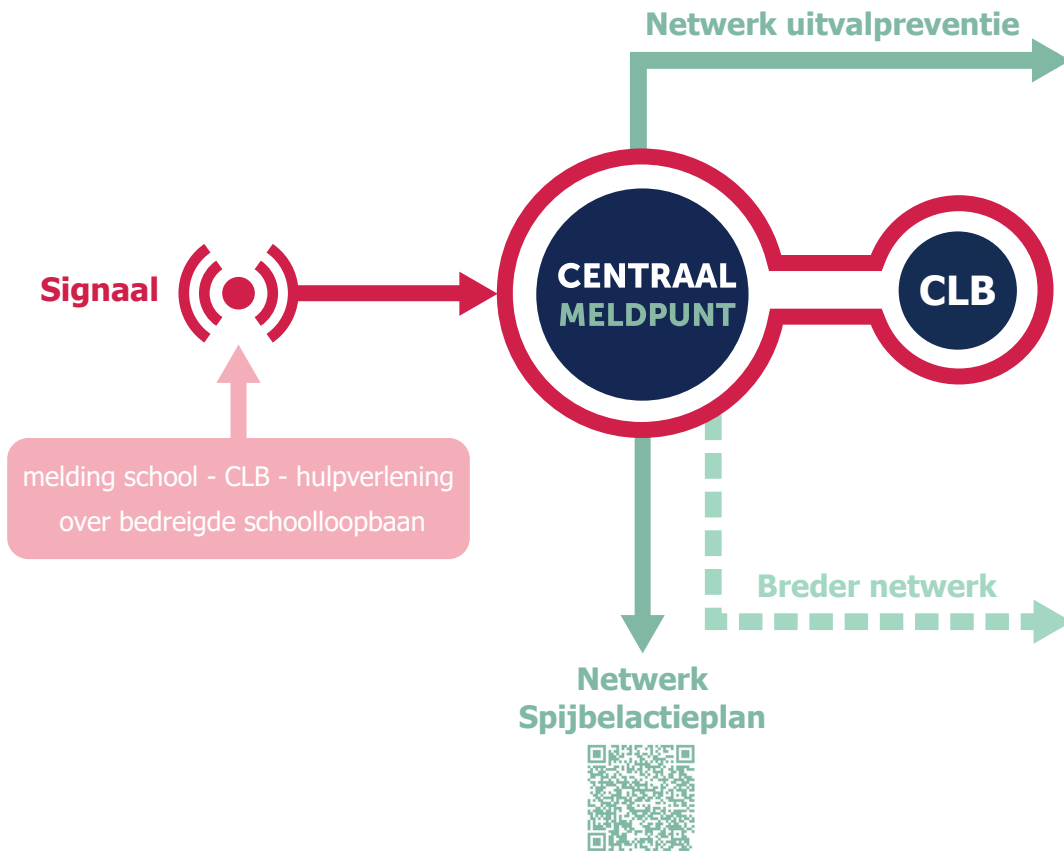 Netwerk uitvalpreventie
Signaal
CENTRAAL
MELDPUNT
CLB
melding school - CLB - hulpverlening
over bedreigde schoolloopbaan
Breder netwerk
Netwerk
Spijbelactieplan